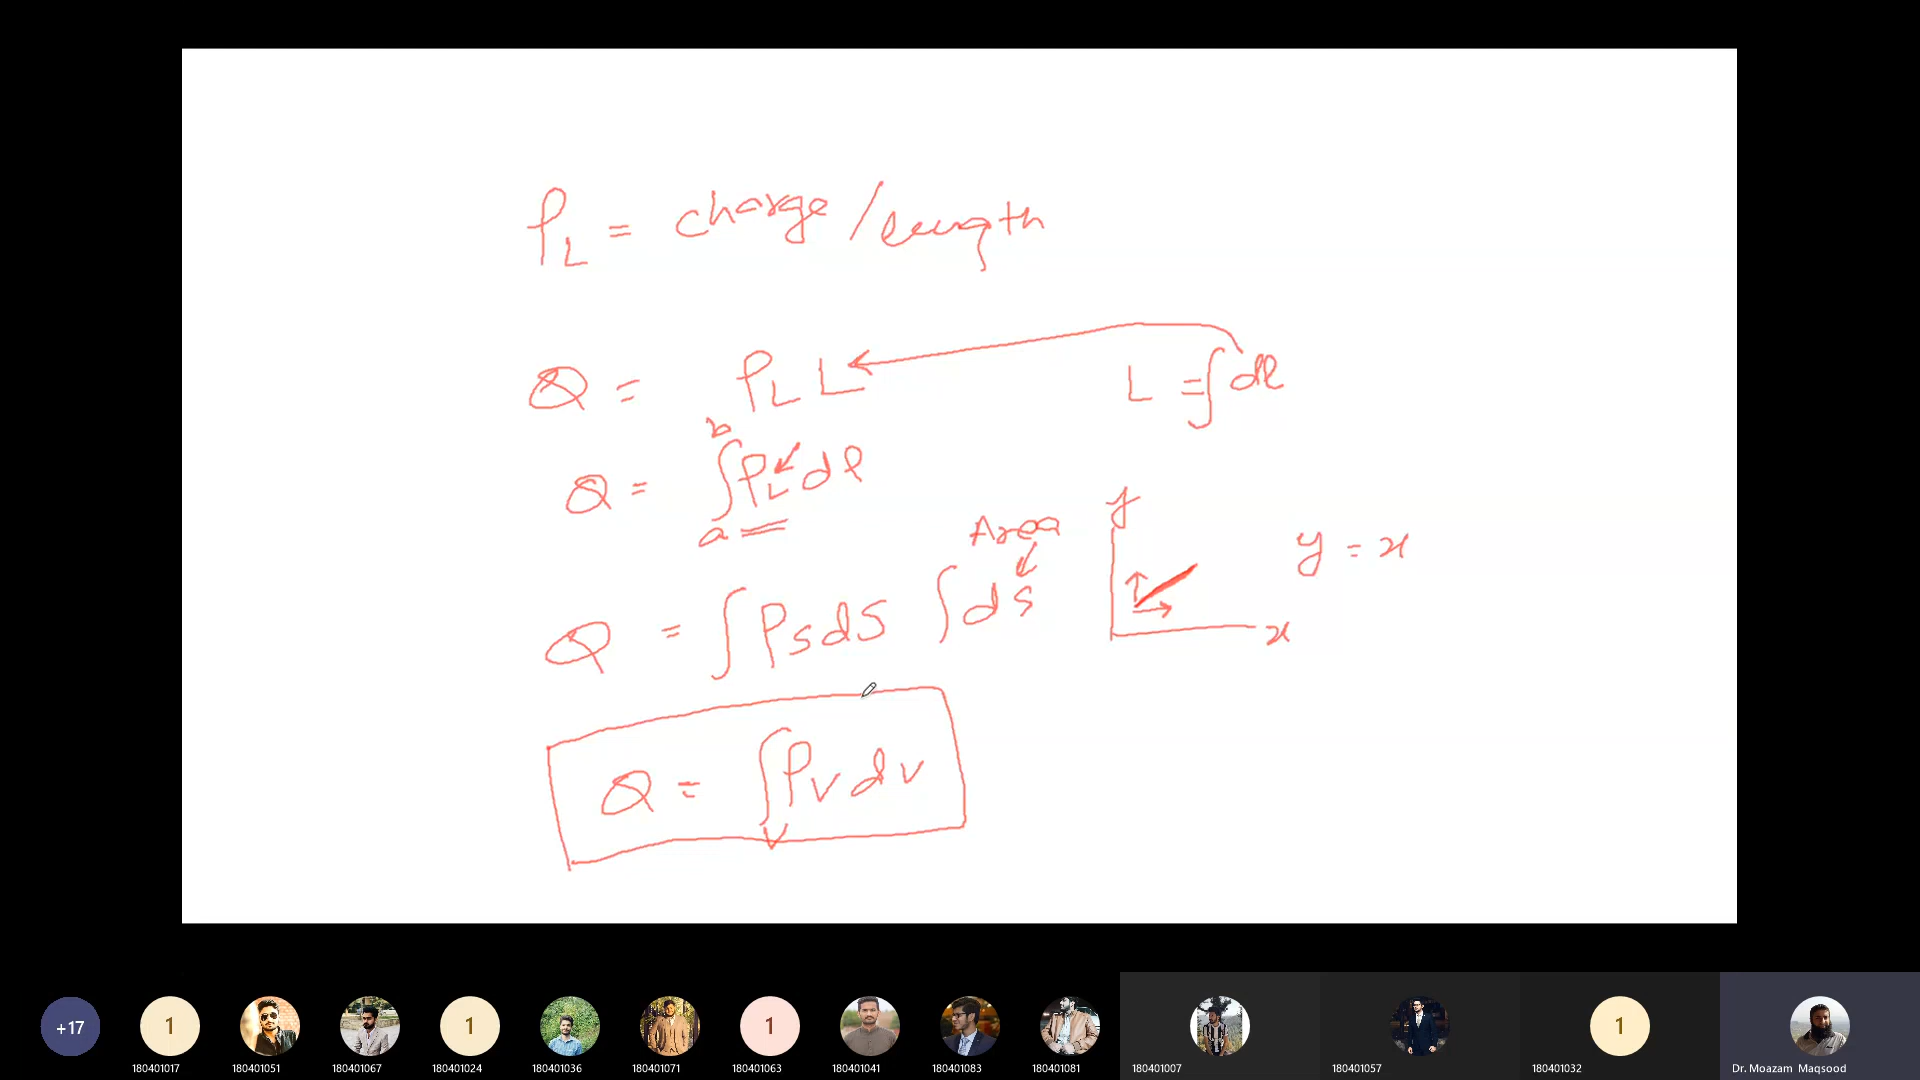 ρL = charge / length
Q = ρL L L = ∫dl
Q = ∫ₐᵇ ρL dl
Area
Q = ∫ρs ds ∫ds
y
y = x
x
Q = ∫ᵥ ρv dv
+17
1
1
1
1
180401017 180401051 180401067 180401024 180401036 180401071 180401063 180401041 180401083 180401081 180401007 180401057 180401032 Dr. Moazam Maqsood